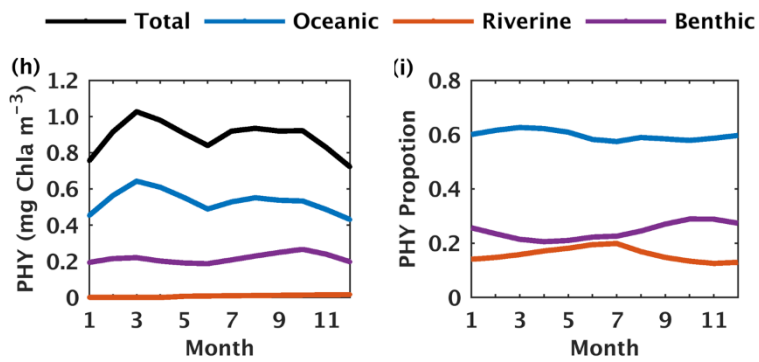 Total Oceanic Riverine Benthic
(h) (i)
PHY (mg Chla m⁻³)
1.2
1.0
0.8
0.6
0.4
0.2
0
1 3 5 7 9 11
Month
PHY Propotion
0.8
0.6
0.4
0.2
0
1 3 5 7 9 11
Month